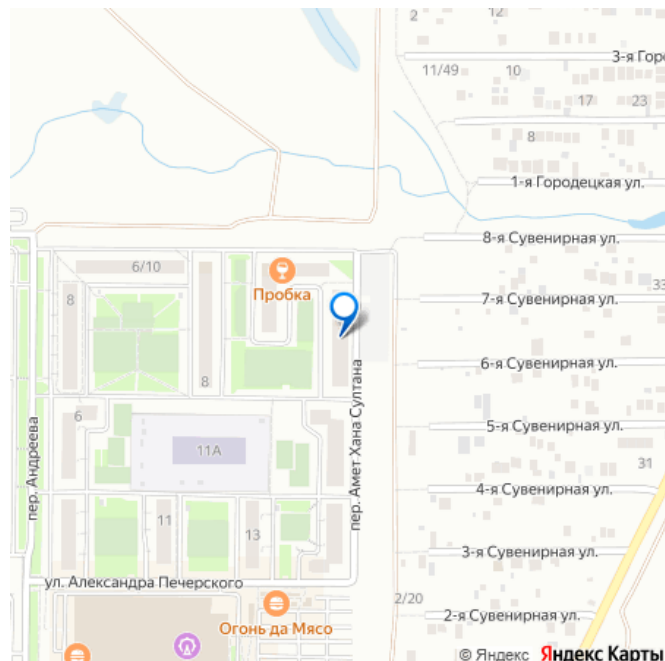 2
12
3-я Горо
11/49
10
17
23
8
1-я Городецкая ул.
8-я Сувенирная ул.
6/10
Пробка
8
7-я Сувенирная ул.
33
8
6-я Сувенирная ул.
пер. Андреева
6
пер. Амет Хана Султана
5-я Сувенирная ул.
11А
31
4-я Сувенирная ул.
11
13
3-я Сувенирная ул.
ул. Александра Печерского
2/20
2-я Сувенирная ул.
Огонь да Мясо
© Яндекс Яндекс Карты